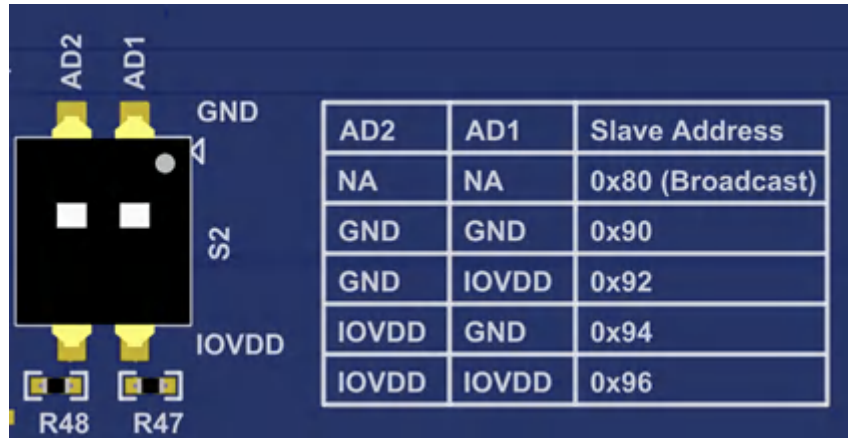 AD2 AD1
GND
S2
IOVDD
R48 R47
AD2 AD1 Slave Address
NA NA 0x80 (Broadcast)
GND GND 0x90
GND IOVDD 0x92
IOVDD GND 0x94
IOVDD IOVDD 0x96